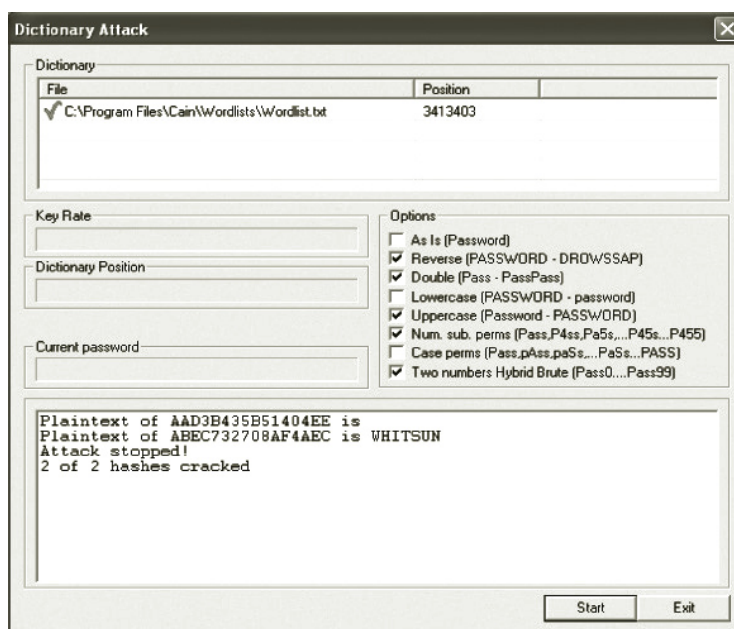 Dictionary Attack
Dictionary
File Position
C:\Program Files\Cain\Wordlists\Wordlist.txt 3413403
Key Rate
Dictionary Position
Current password
Options
As Is (Password)
Reverse (PASSWORD - DROWSSAP)
Double (Pass - PassPass)
Lowercase (PASSWORD - password)
Uppercase (Password - PASSWORD)
Num. sub. perms (Pass,P4ss,Pa5s,...P45s...P455)
Case perms (Pass,pAss,paSs,...PaSs...PASS)
Two numbers Hybrid Brute (Pass0....Pass99)
Plaintext of AAD3B435B51404EE is
Plaintext of ABEC732708AF4AEC is WHITSUN
Attack stopped!
2 of 2 hashes cracked
Start Exit